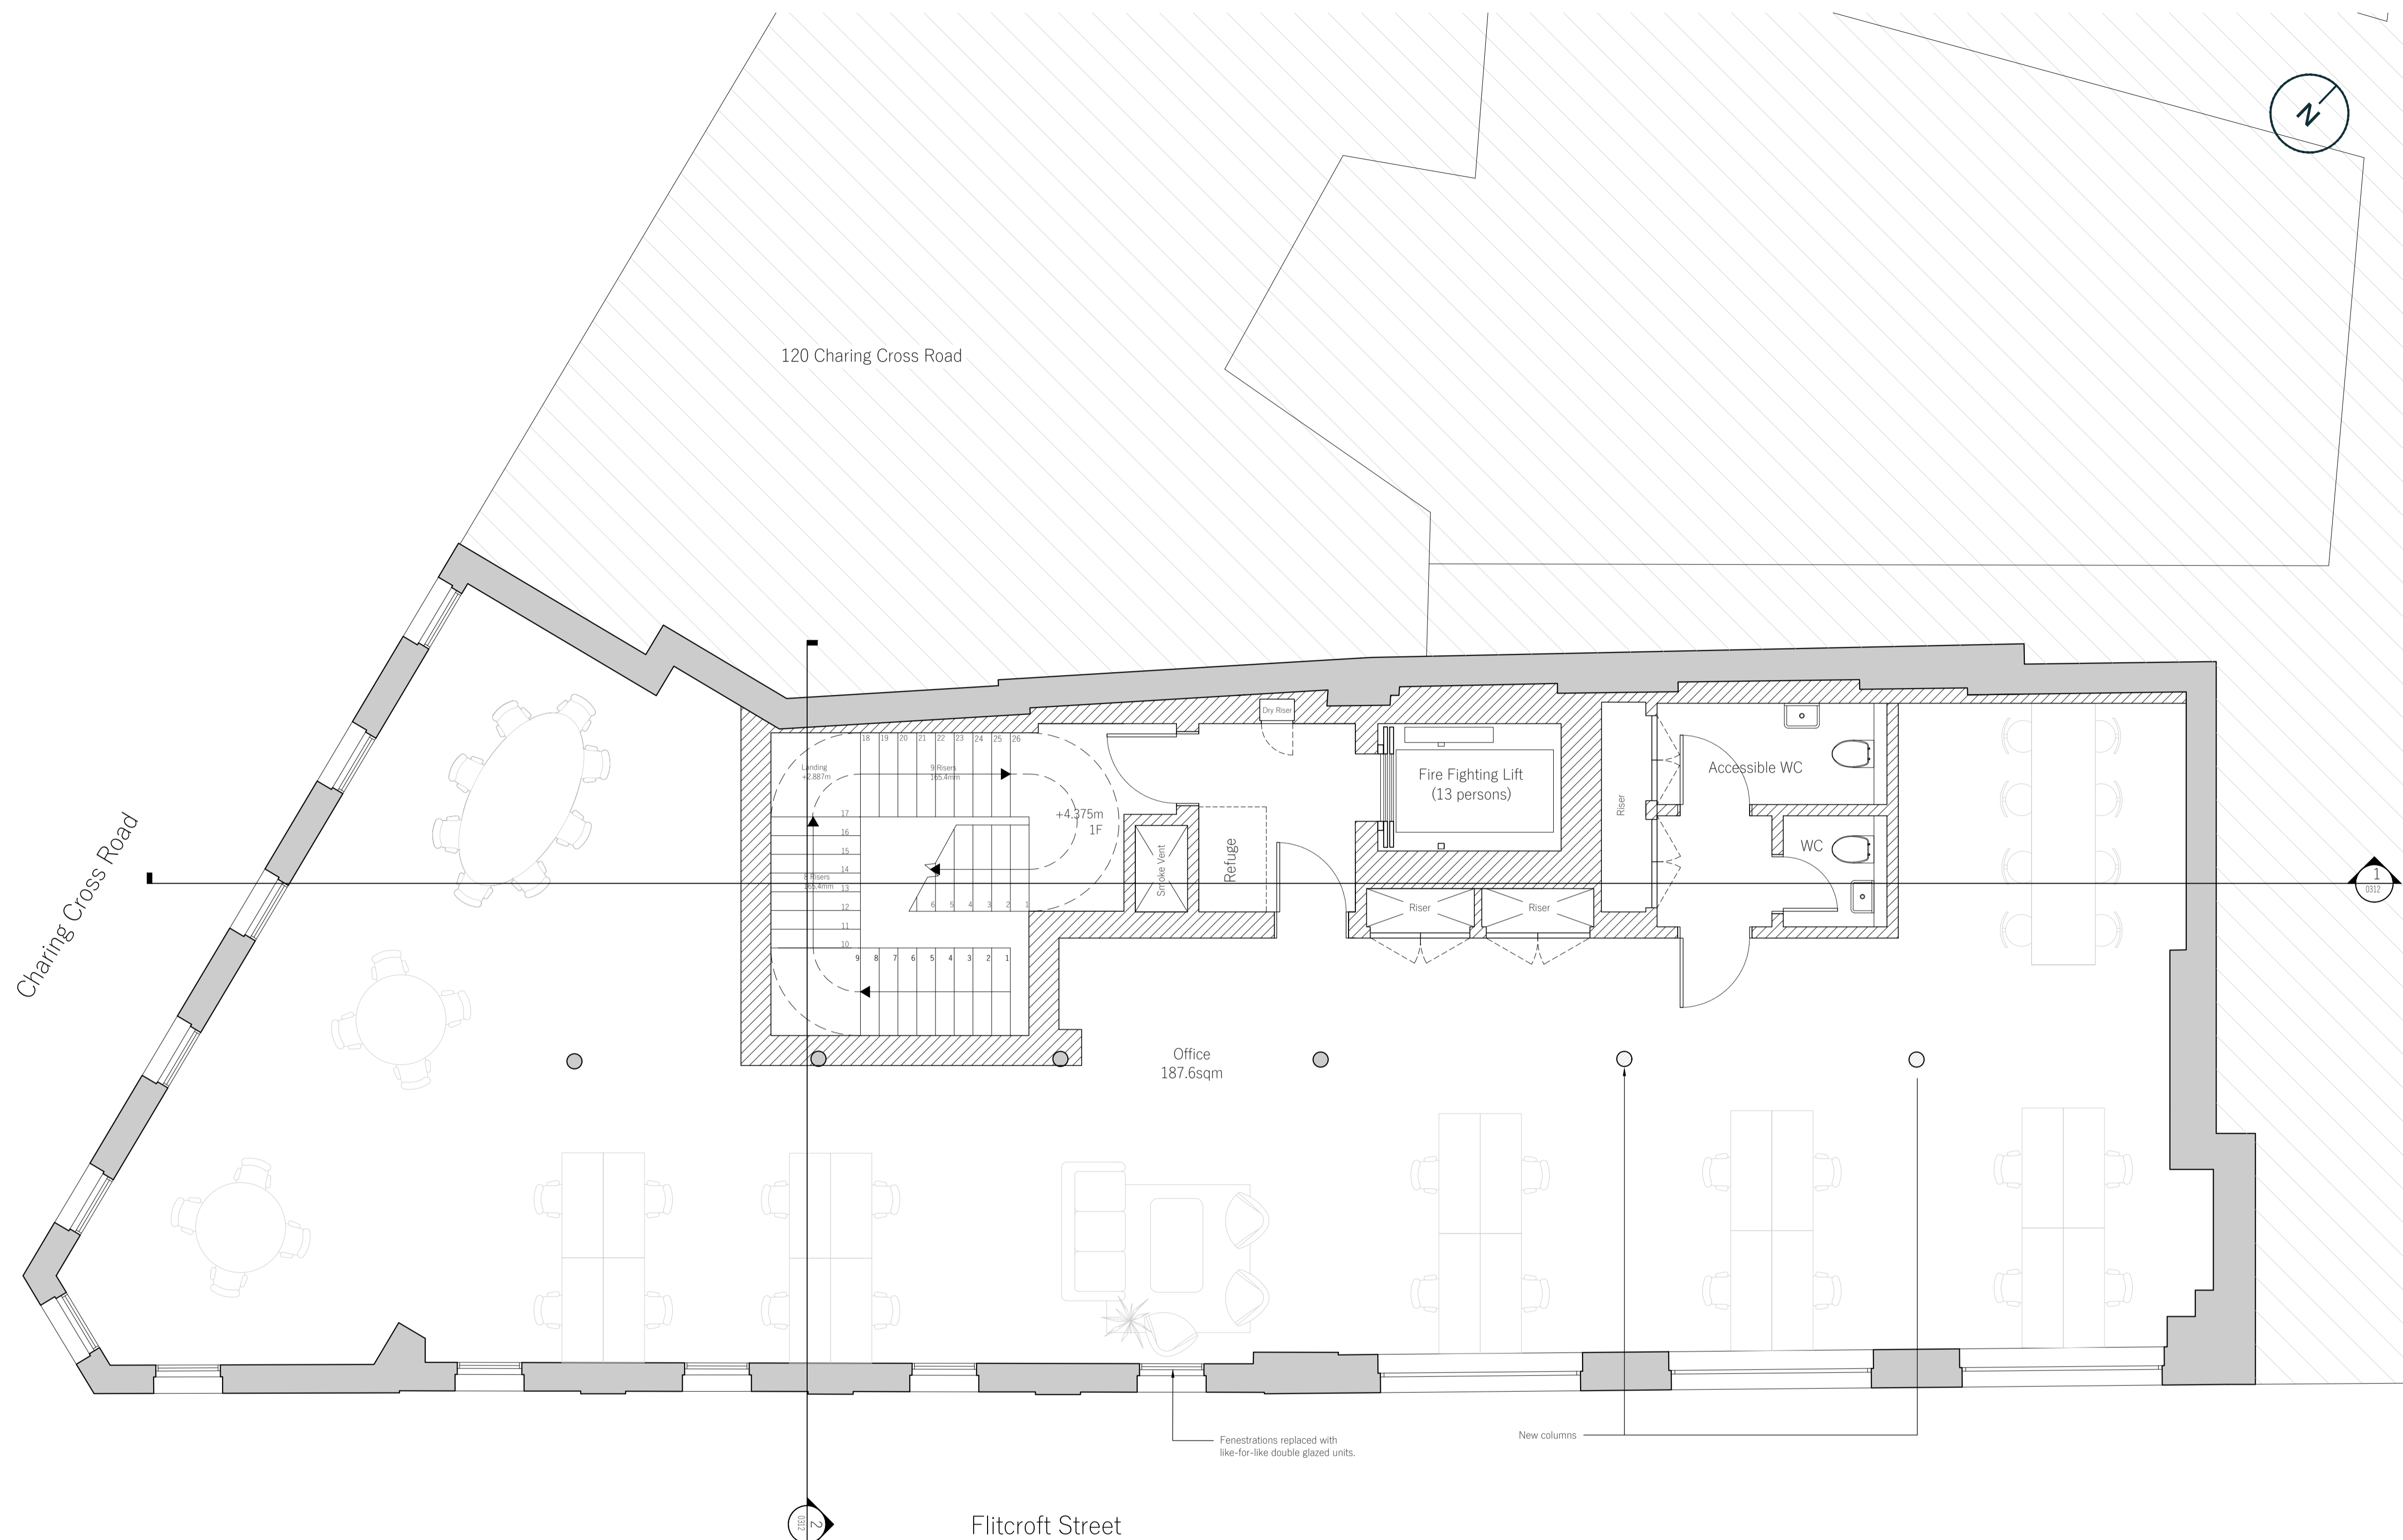 N
120 Charing Cross Road
Charing Cross Road
Dry Riser
18 19 20 21 22 23 24 25 26
Landing
+2.887m
9 Risers
165.4mm
Fire Fighting Lift
(13 persons)
Accessible WC
Riser
+4.375m
1F
17
16
15
14
13
12
11
10
8 Risers
165.4mm
Smoke Vent
Refuge
WC
6 5 4 3 2 1
Riser
Riser
9 8 7 6 5 4 3 2 1
1
0312
Office
187.6sqm
Fenestrations replaced with
like-for-like double glazed units.
New columns
2
0312
Flitcroft Street